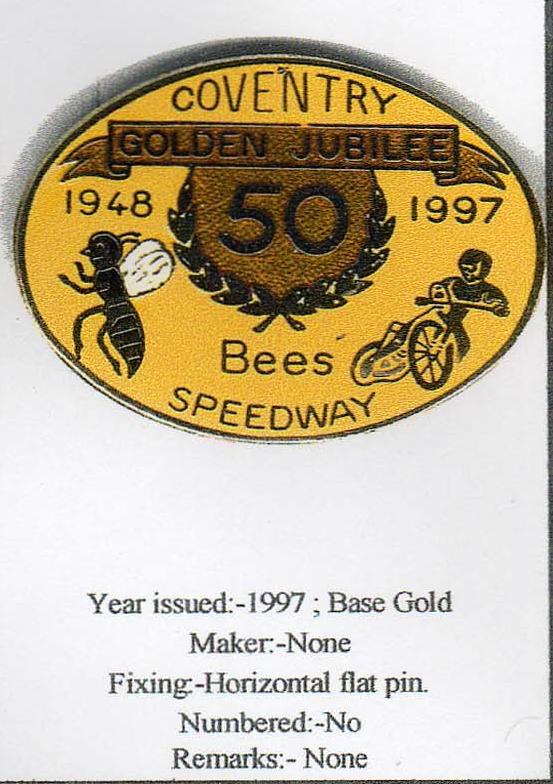 COVENTRY
GOLDEN JUBILEE
1948 50 1997
Bees
SPEEDWAY
Year issued:-1997 ; Base Gold
Maker:-None
Fixing:-Horizontal flat pin.
Numbered:-No
Remarks:- None